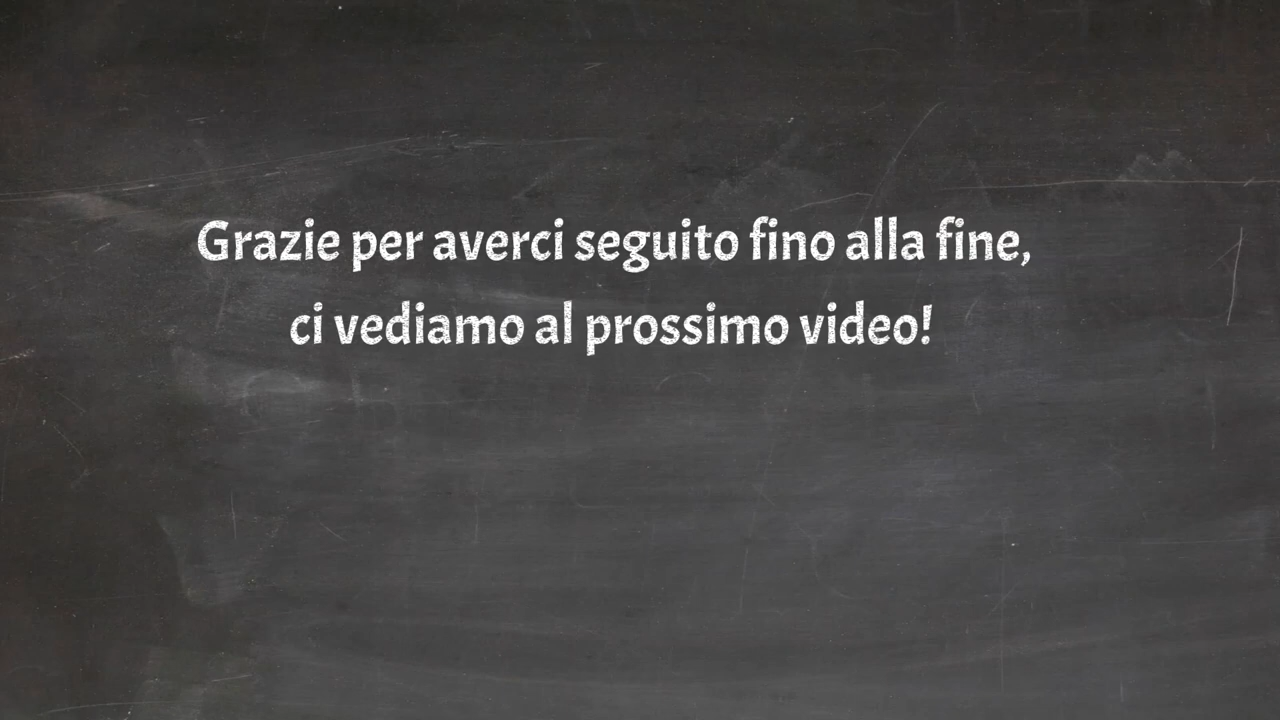 Grazie per averci seguito fino alla fine,
ci vediamo al prossimo video!